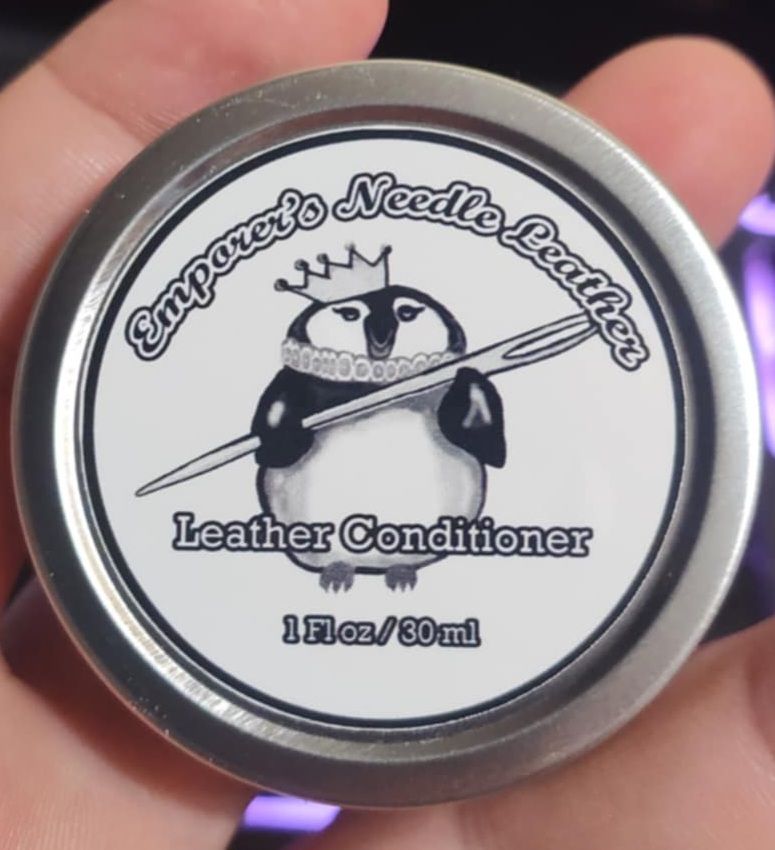 Emporer's Needle Leather
Leather Conditioner
1 Fl oz / 30 ml